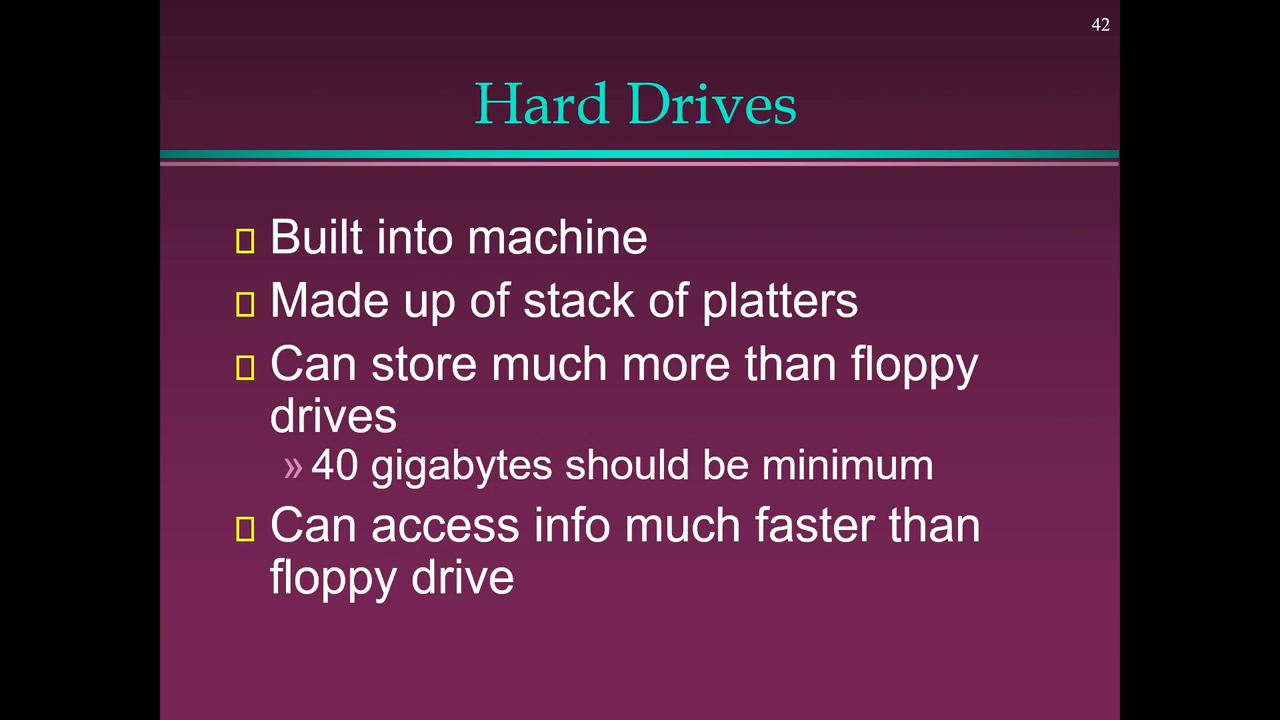 42
Hard Drives
Built into machine
Made up of stack of platters
Can store much more than floppy
drives
» 40 gigabytes should be minimum
Can access info much faster than
floppy drive